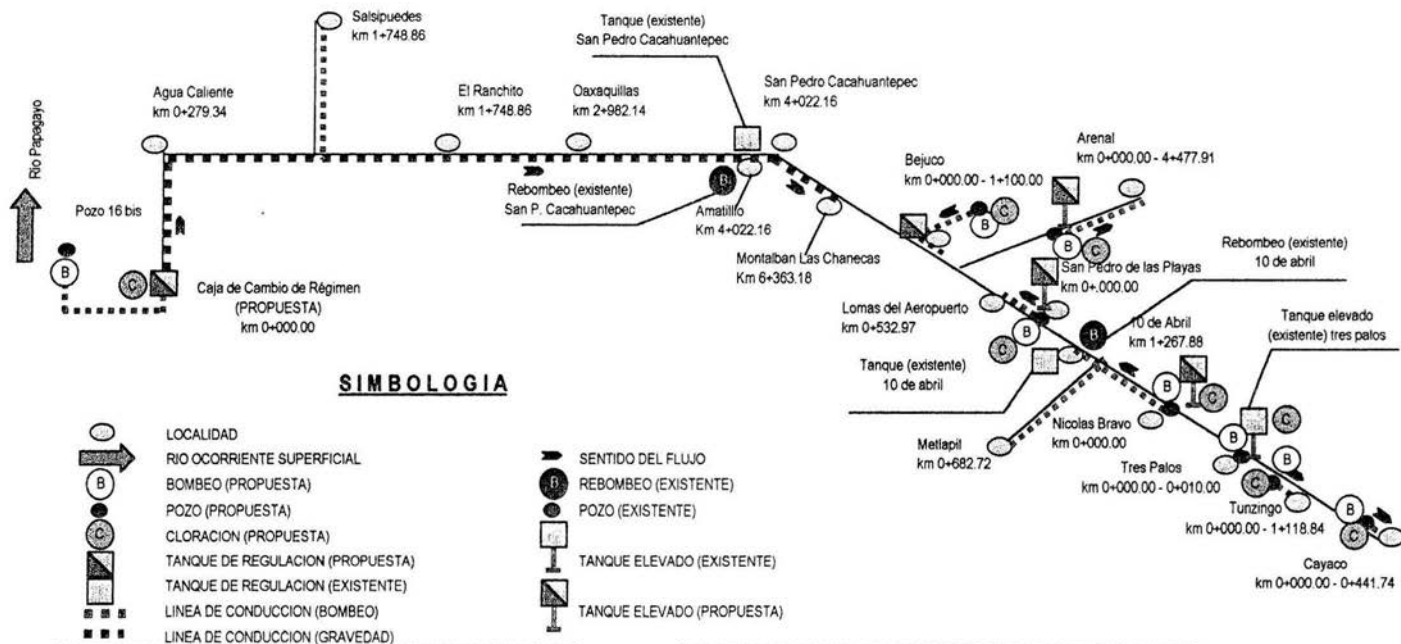 Salsipuedes
km 1+748.86
Tanque (existente)
San Pedro Cacahuantepec
Agua Caliente
km 0+279.34
El Ranchito
km 1+748.86
Oaxaquillas
km 2+982.14
San Pedro Cacahuantepec
km 4+022.16
Arenal
km 0+000.00 - 4+477.91
Bejuco
km 0+000.00 - 1+100.00
Rio Papagayo
Pozo 16 bis
B
C
Caja de Cambio de Régimen
(PROPUESTA)
km 0+000.00
Rebombeo (existente)
San P. Cacahuantepec
B
Amatillo
Km 4+022.16
Montalban Las Chanecas
Km 6+363.18
B
C
B
C
San Pedro de las Playas
km 0+.000.00
Rebombeo (existente)
10 de abril
Lomas del Aeropuerto
km 0+532.97
B
C
B
10 de Abril
km 1+267.88
Tanque elevado
(existente) tres palos
Tanque (existente)
10 de abril
Metlapil
km 0+682.72
B
C
Nicolas Bravo
km 0+000.00
B
C
Tres Palos
km 0+000.00 - 0+010.00
B
C
Tunzingo
km 0+000.00 - 1+118.84
B
C
Cayaco
km 0+000.00 - 0+441.74
SIMBOLOGIA
LOCALIDAD
RIO OCORRIENTE SUPERFICIAL
B BOMBEO (PROPUESTA)
POZO (PROPUESTA)
C CLORACION (PROPUESTA)
TANQUE DE REGULACION (PROPUESTA)
TANQUE DE REGULACION (EXISTENTE)
LINEA DE CONDUCCION (BOMBEO)
LINEA DE CONDUCCION (GRAVEDAD)
SENTIDO DEL FLUJO
B REBOMBEO (EXISTENTE)
POZO (EXISTENTE)
TANQUE ELEVADO (EXISTENTE)
TANQUE ELEVADO (PROPUESTA)